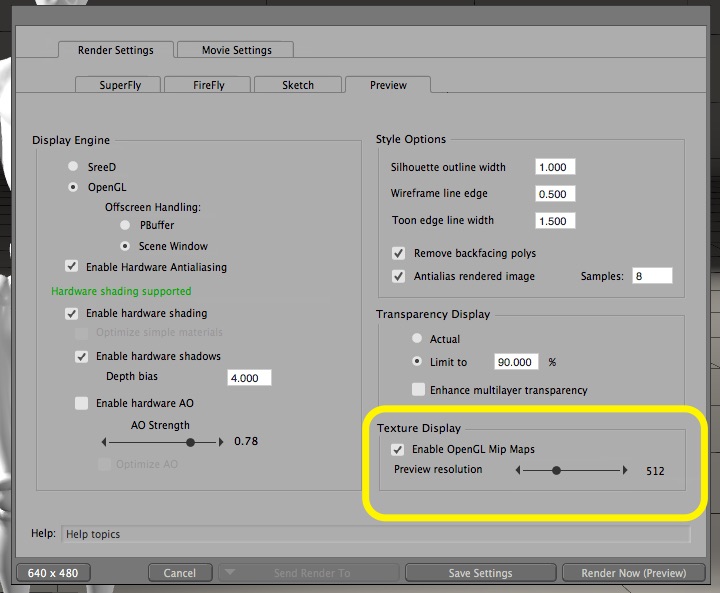 Render Settings Movie Settings
SuperFly FireFly Sketch Preview
Display Engine
SreeD
OpenGL
Offscreen Handling:
PBuffer
Scene Window
Enable Hardware Antialiasing
Hardware shading supported
Enable hardware shading
Optimize simple materials
Enable hardware shadows
Depth bias 4.000
Enable hardware AO
AO Strength
0.78
Optimize AO
Style Options
Silhouette outline width 1.000
Wireframe line edge 0.500
Toon edge line width 1.500
Remove backfacing polys
Antialias rendered image Samples: 8
Transparency Display
Actual
Limit to 90.000 %
Enhance multilayer transparency
Texture Display
Enable OpenGL Mip Maps
Preview resolution 512
Help: Help topics
640 x 480 Cancel Send Render To Save Settings Render Now (Preview)